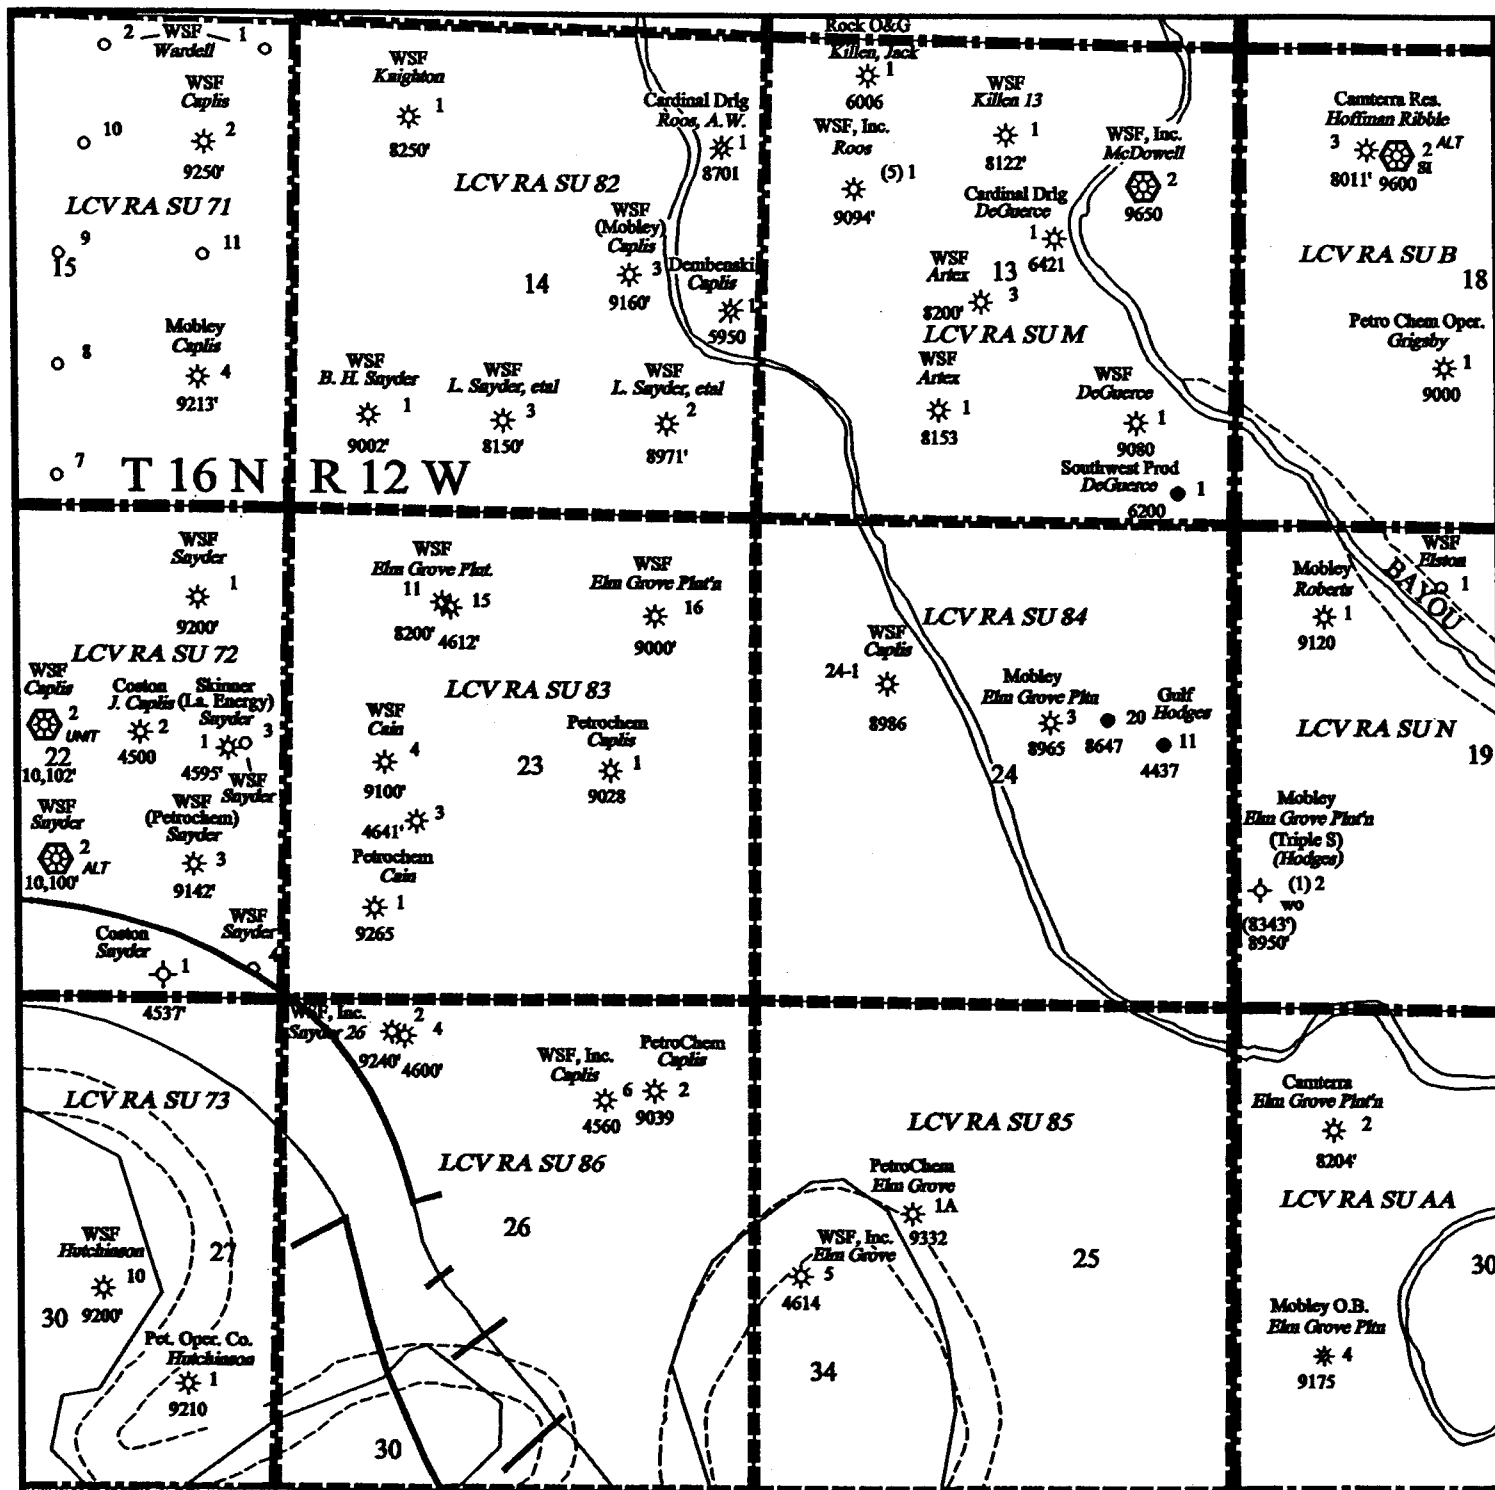 2 WSF 1
Wardell
WSF
Caplis
2
9250'
10
LCV RA SU 71
9
11
15
8
Mobley
Caplis
4
9213'
7
T 16 N R 12 W
WSF
Knighton
1
8250'
Cardinal Drlg
Roos, A.W.
1
8701
LCV RA SU 82
WSF
(Mobley)
Caplis
3
9160'
14
Dembenski
Caplis
1
5950
WSF
B. H. Snyder
1
9002'
WSF
L. Snyder, etal
3
8150'
WSF
L. Snyder, etal
2
8971'
Rock O&G
Killen, Jack
1
6006
WSF
Killen 13
1
8122'
WSF, Inc.
Roos
(5) 1
9094'
WSF, Inc.
McDowell
2
9650
Cardinal Drlg
DeGuerce
1
6421
WSF
Artex
13
3
8200'
LCV RA SU M
WSF
Artex
1
8153
WSF
DeGuerce
1
9080
Southwest Prod
DeGuerce
1
6200
Camterra Res.
Hoffman Ribble
3
2 ALT
SI
8011' 9600
LCV RA SU B
18
Petro Chem Oper.
Grigsby
1
9000
WSF
Snyder
1
9200'
LCV RA SU 72
WSF
Caplis
2
UNIT
22
10,102'
Coston
J. Caplis
2
4500
Skinner
(La. Energy)
Snyder
1
3
4595'
WSF
Snyder
WSF
Snyder
2
ALT
10,100'
WSF
(Petrochem)
Snyder
3
9142'
WSF
Snyder
4
Coston
Snyder
1
4537'
WSF
Elm Grove Plnt.
11
15
8200'
4612'
WSF
Elm Grove Plnt'n
16
9000'
LCV RA SU 83
WSF
Cain
4
9100'
23
Petrochem
Caplis
1
9028
3
4641'
Petrochem
Cain
1
9265
LCV RA SU 84
WSF
Caplis
24-1
8986
Mobley
Elm Grove Pltn
3
8965
20
8647
Gulf
Hodges
11
4437
24
WSF
Elston
1
BAYOU
Mobley
Roberts
1
9120
LCV RA SU N
19
Mobley
Elm Grove Plnt'n
(Triple S)
(Hodges)
(1) 2
wo
(8343')
8950'
LCV RA SU 73
WSF
Hutchinson
10
9200'
27
30
Pet. Oper. Co.
Hutchinson
1
9210
WSF, Inc.
Snyder 26
2
4
9240'
4600'
WSF, Inc.
Caplis
6
4560
PetroChem
Caplis
2
9039
LCV RA SU 86
26
30
LCV RA SU 85
PetroChem
Elm Grove
1A
9332
WSF, Inc.
Elm Grove
5
4614
25
34
Camterra
Elm Grove Plnt'n
2
8204'
LCV RA SU AA
30
Mobley O.B.
Elm Grove Pltn
4
9175